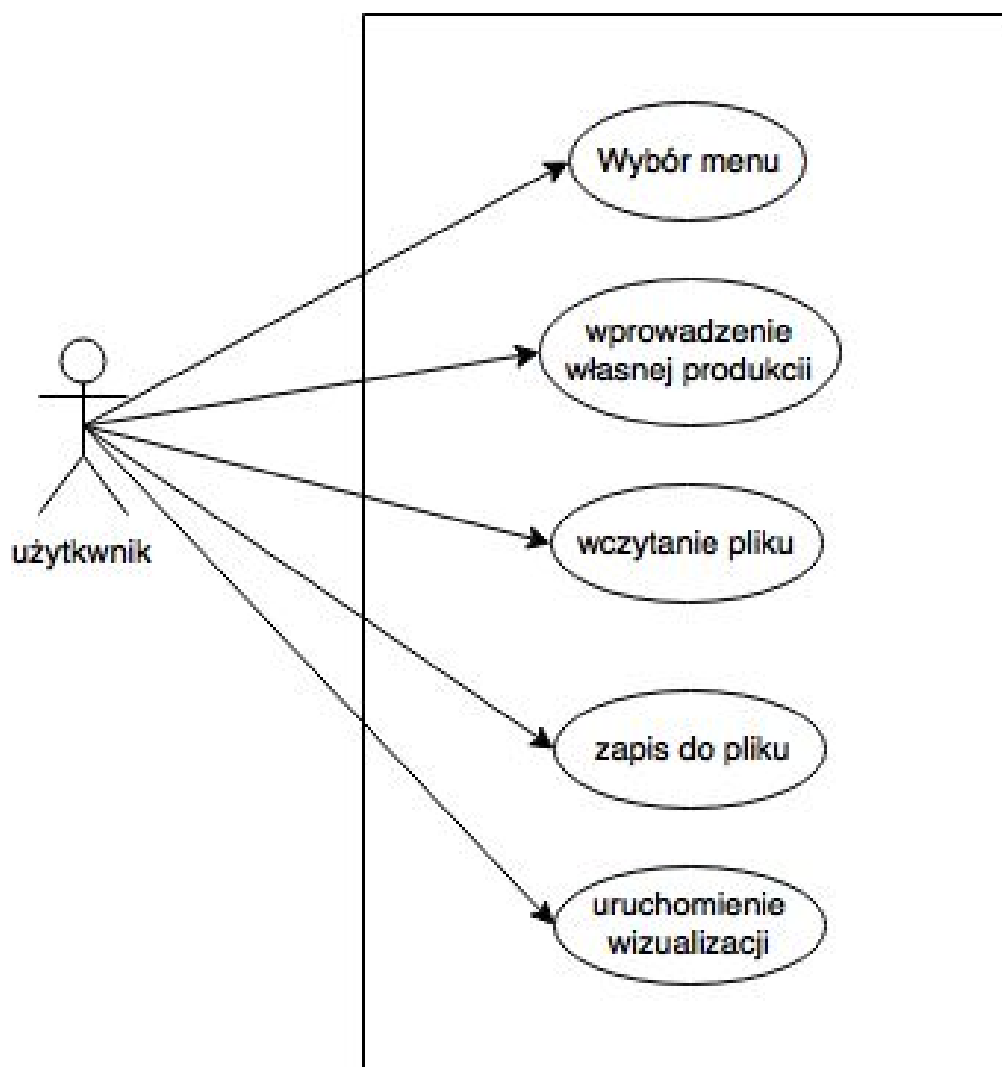 Wybór menu
wprowadzenie
własnej produkcii
użytkwnik
wczytanie pliku
zapis do pliku
uruchomienie
wizualizacji